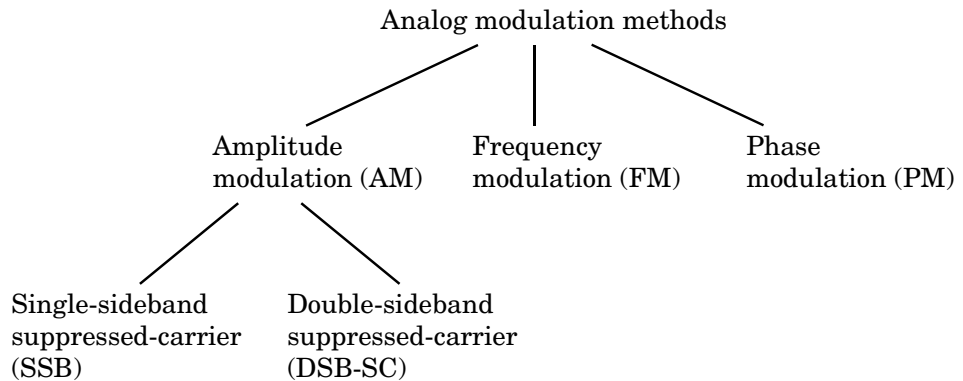 Analog modulation methods
Amplitude
modulation (AM)
Frequency
modulation (FM)
Phase
modulation (PM)
Single-sideband
suppressed-carrier
(SSB)
Double-sideband
suppressed-carrier
(DSB-SC)